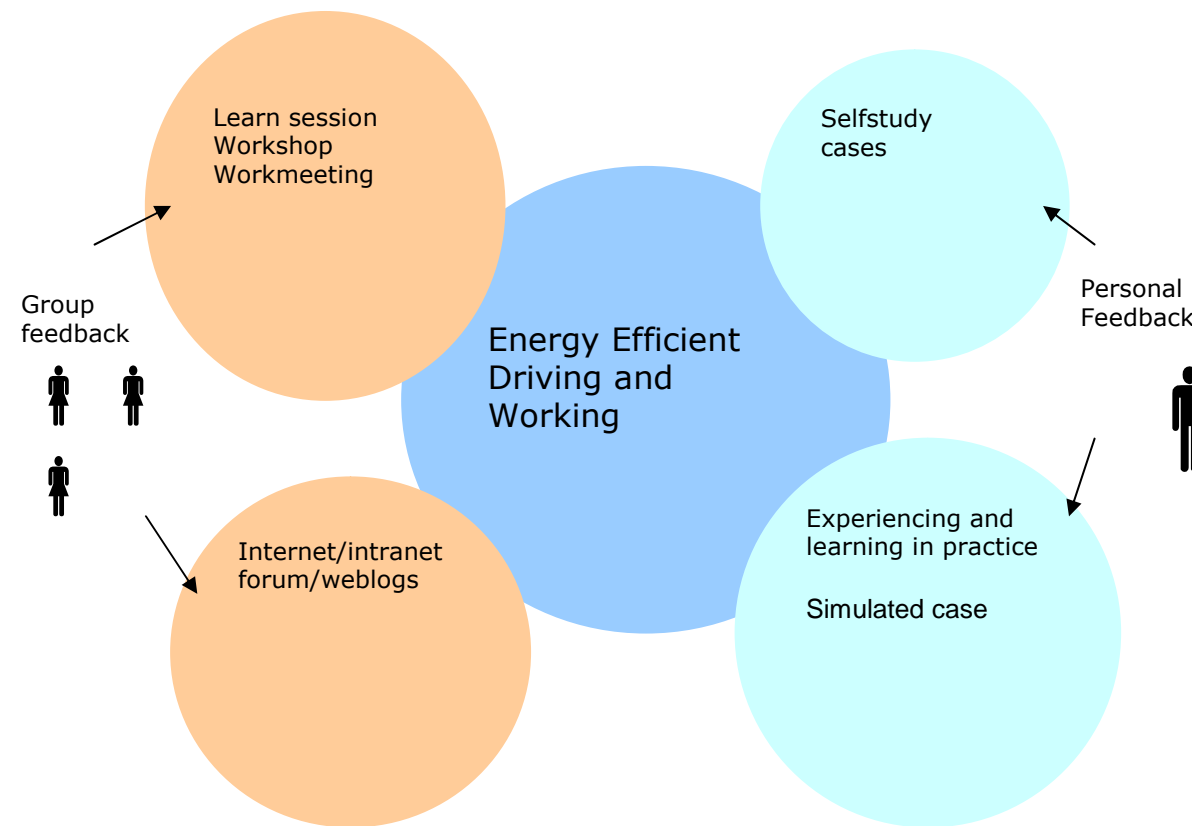 Learn session
Workshop
Workmeeting
Selfstudy
cases
Group
feedback
Energy Efficient
Driving and
Working
Personal
Feedback
Internet/intranet
forum/weblogs
Experiencing and
learning in practice
Simulated case